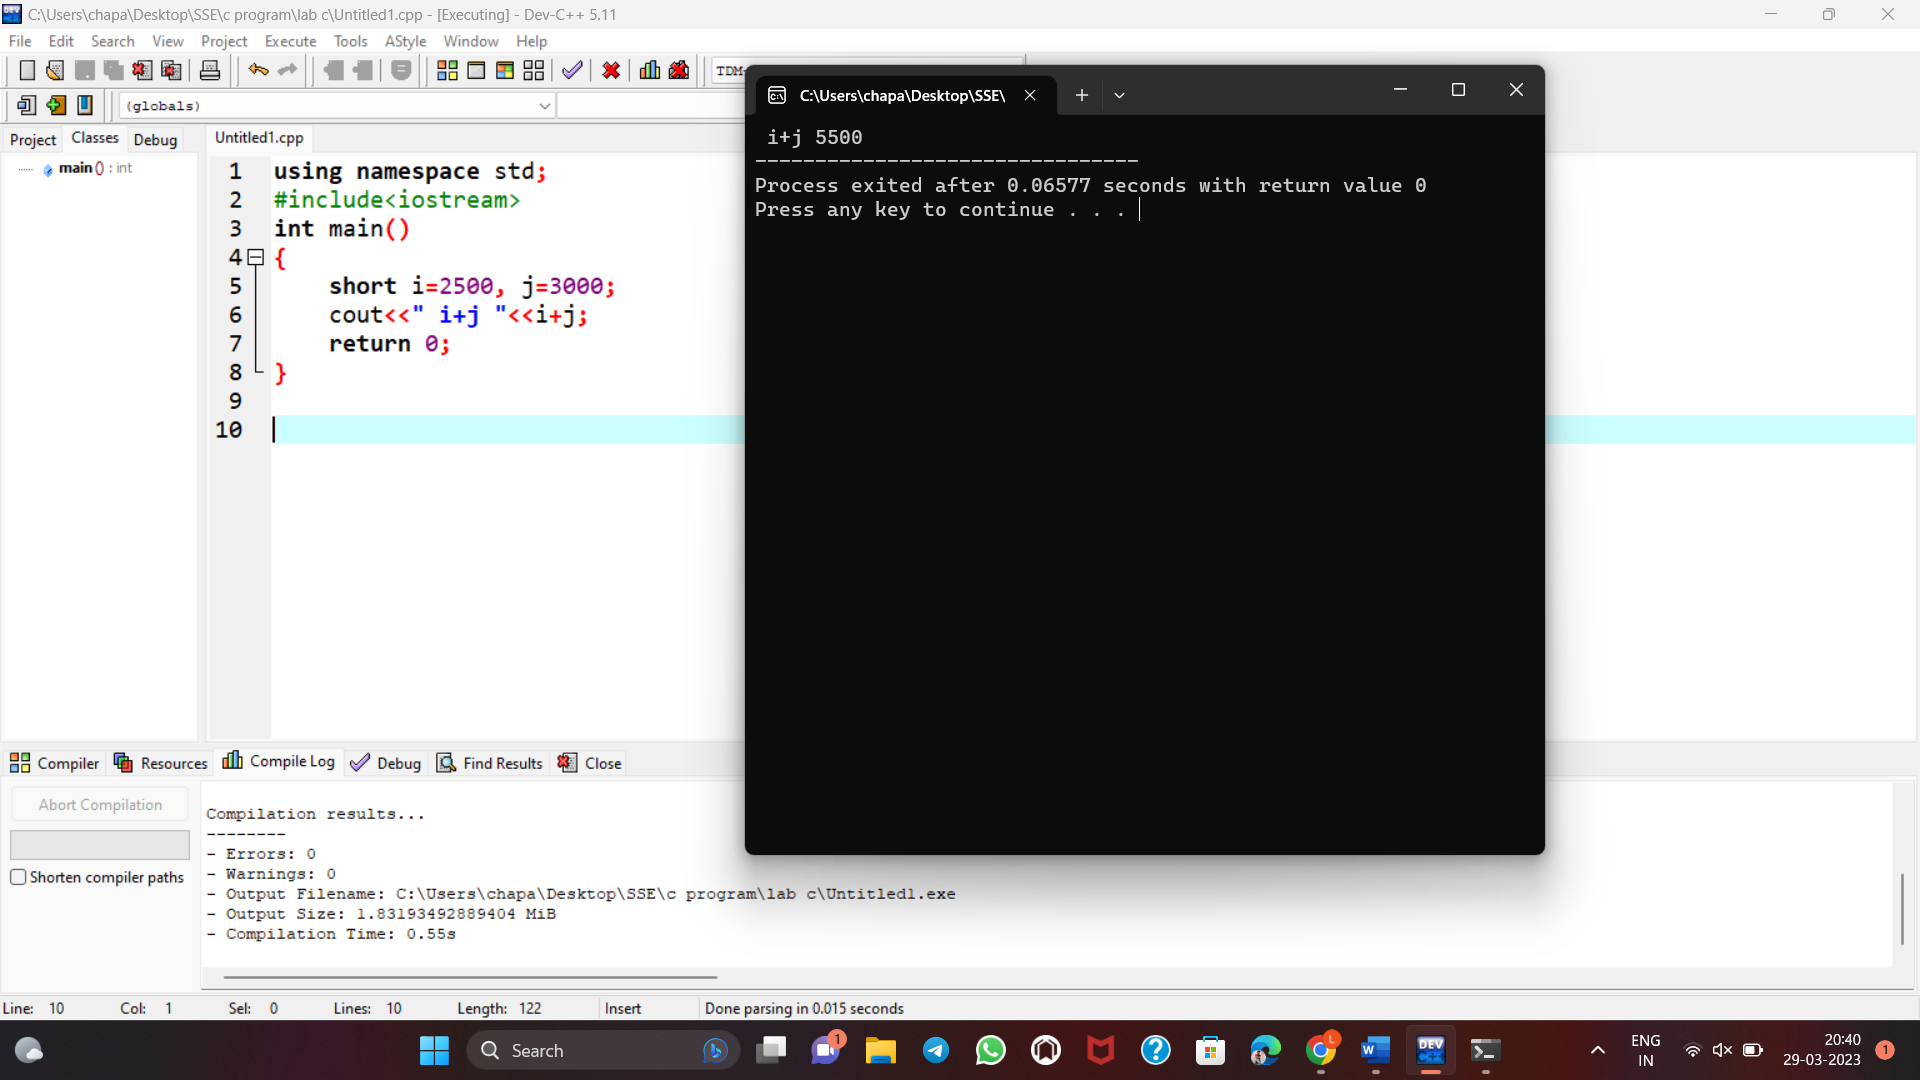 C:\Users\chapa\Desktop\SSE\c program\lab c\Untitled1.cpp - [Executing] - Dev-C++ 5.11
File Edit Search View Project Execute Tools AStyle Window Help
TDM-
(globals)
Project Classes Debug
main () : int
Untitled1.cpp
1 using namespace std;
2 #include<iostream>
3 int main()
4 {
5 short i=2500, j=3000;
6 cout<<" i+j "<<i+j;
7 return 0;
8 }
9
10
C:\Users\chapa\Desktop\SSE\
i+j 5500
--------------------------------
Process exited after 0.06577 seconds with return value 0
Press any key to continue . . .
Compiler Resources Compile Log Debug Find Results Close
Abort Compilation
Shorten compiler paths
Compilation results...
--------
- Errors: 0
- Warnings: 0
- Output Filename: C:\Users\chapa\Desktop\SSE\c program\lab c\Untitled1.exe
- Output Size: 1.83193492889404 MiB
- Compilation Time: 0.55s
Line: 10 Col: 1 Sel: 0 Lines: 10 Length: 122 Insert Done parsing in 0.015 seconds
Search
1
L
W
DEV C++
ENG
IN
20:40
29-03-2023
1